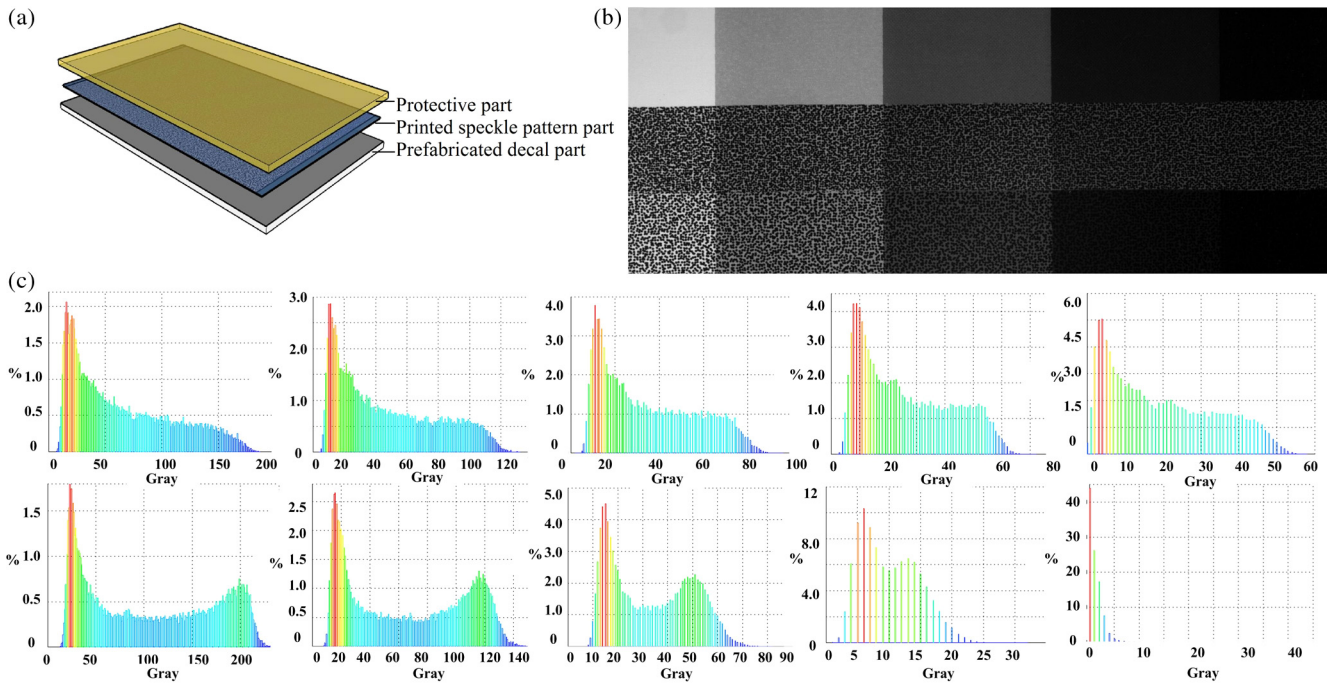 (a)
Protective part
Printed speckle pattern part
Prefabricated decal part
(b)
(c)
2.0
1.5
%
1.0
0.5
0
0 50 100 150 200
Gray
3.0
2.0
%
1.0
0
0 20 40 60 80 100 120
Gray
4.0
3.0
2.0
%
1.0
0
0 20 40 60 80 100
Gray
4.0
3.0
%
2.0
1.0
0
0 20 40 60 80
Gray
6.0
4.5
%
3.0
1.5
0
0 10 20 30 40 50 60
Gray
1.5
1.0
%
0.5
0
0 50 100 150 200
Gray
2.5
2.0
1.5
%
1.0
0.5
0
0 20 40 60 80 100 120 140
Gray
5.0
4.0
3.0
%
2.0
1.0
0
10 20 30 40 50 60 70 80 90
Gray
12
8.0
%
4.0
0
0 5 10 15 20 25 30
Gray
40
30
%
20
10
0
0 10 20 30 40
Gray